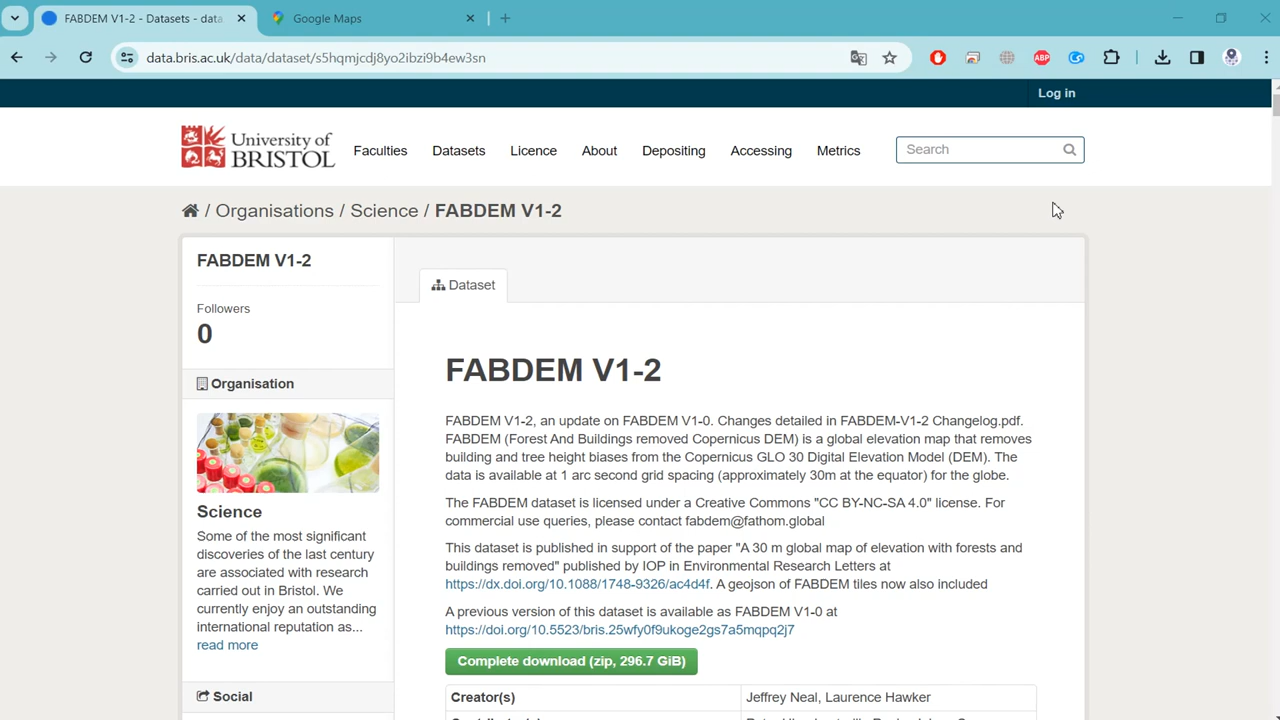 FABDEM V1-2 - Datasets - data
Google Maps
data.bris.ac.uk/data/dataset/s5hqmjcdj8yo2ibzi9b4ew3sn
ABP
Log in
University of
BRISTOL
Faculties
Datasets
Licence
About
Depositing
Accessing
Metrics
Search
/ Organisations / Science / FABDEM V1-2
FABDEM V1-2
Followers
0
Organisation
Science
Some of the most significant
discoveries of the last century
are associated with research
carried out in Bristol. We
currently enjoy an outstanding
international reputation as...
read more
Social
Dataset
FABDEM V1-2
FABDEM V1-2, an update on FABDEM V1-0. Changes detailed in FABDEM-V1-2 Changelog.pdf.
FABDEM (Forest And Buildings removed Copernicus DEM) is a global elevation map that removes
building and tree height biases from the Copernicus GLO 30 Digital Elevation Model (DEM). The
data is available at 1 arc second grid spacing (approximately 30m at the equator) for the globe.
The FABDEM dataset is licensed under a Creative Commons "CC BY-NC-SA 4.0" license. For
commercial use queries, please contact fabdem@fathom.global
This dataset is published in support of the paper "A 30 m global map of elevation with forests and
buildings removed" published by IOP in Environmental Research Letters at
https://dx.doi.org/10.1088/1748-9326/ac4d4f. A geojson of FABDEM tiles now also included
A previous version of this dataset is available as FABDEM V1-0 at
https://doi.org/10.5523/bris.25wfy0f9ukoge2gs7a5mqpq2j7
Complete download (zip, 296.7 GiB)
Creator(s)
Jeffrey Neal, Laurence Hawker